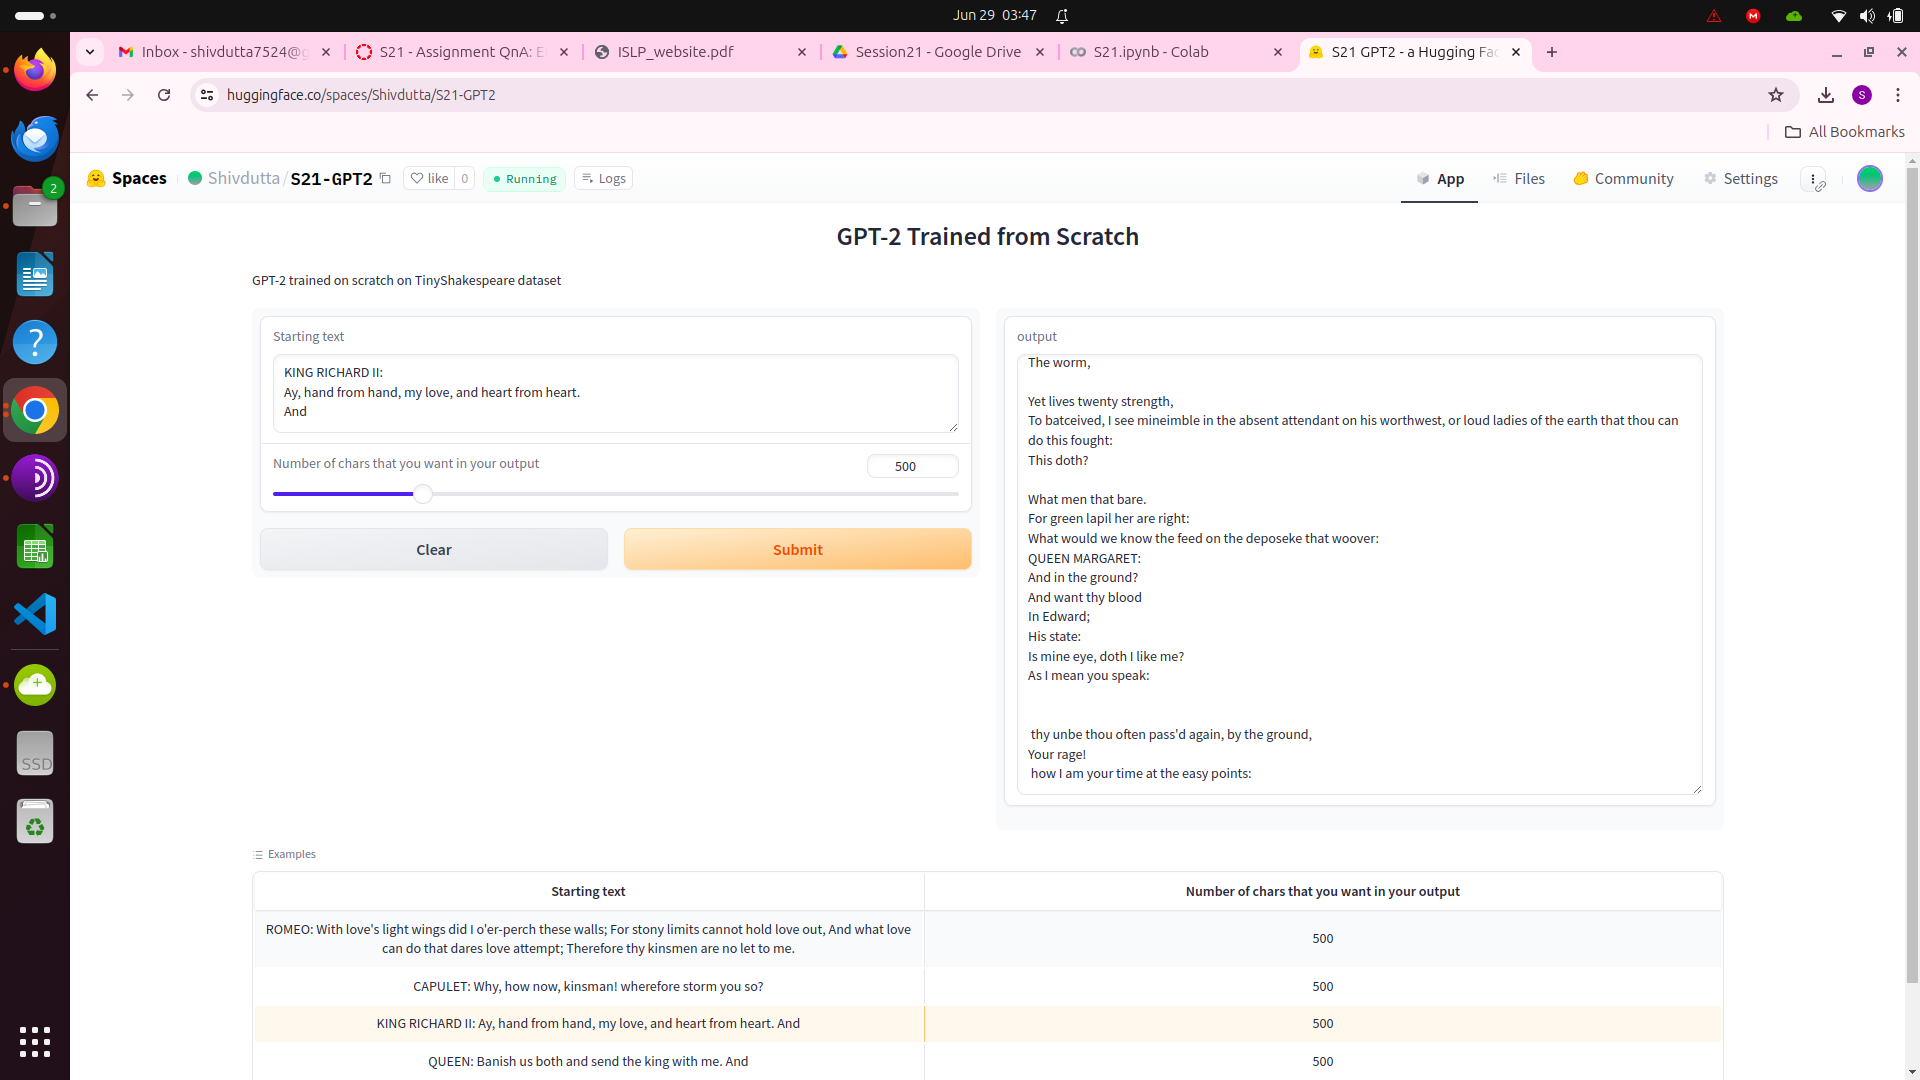 Jun 29 03:47
Inbox - shivdutta7524@g
S21 - Assignment QnA: E
ISLP_website.pdf
Session21 - Google Drive
S21.ipynb - Colab
S21 GPT2 - a Hugging Fac
huggingface.co/spaces/Shivdutta/S21-GPT2
S
All Bookmarks
2
Spaces
Shivdutta/S21-GPT2
like 0
Running
Logs
App
Files
Community
Settings
GPT-2 Trained from Scratch
GPT-2 trained on scratch on TinyShakespeare dataset
Starting text
KING RICHARD II:
Ay, hand from hand, my love, and heart from heart.
And
Number of chars that you want in your output
500
Clear
Submit
output
The worm,
Yet lives twenty strength,
To batceived, I see mineimble in the absent attendant on his worthwest, or loud ladies of the earth that thou can
do this fought:
This doth?
What men that bare.
For green lapil her are right:
What would we know the feed on the deposeke that woover:
QUEEN MARGARET:
And in the ground?
And want thy blood
In Edward;
His state:
Is mine eye, doth I like me?
As I mean you speak:
thy unbe thou often pass'd again, by the ground,
Your rage!
how I am your time at the easy points:
SSD
Examples
Starting text
Number of chars that you want in your output
ROMEO: With love's light wings did I o'er-perch these walls; For stony limits cannot hold love out, And what love
can do that dares love attempt; Therefore thy kinsmen are no let to me.
500
CAPULET: Why, how now, kinsman! wherefore storm you so?
500
KING RICHARD II: Ay, hand from hand, my love, and heart from heart. And
500
QUEEN: Banish us both and send the king with me. And
500